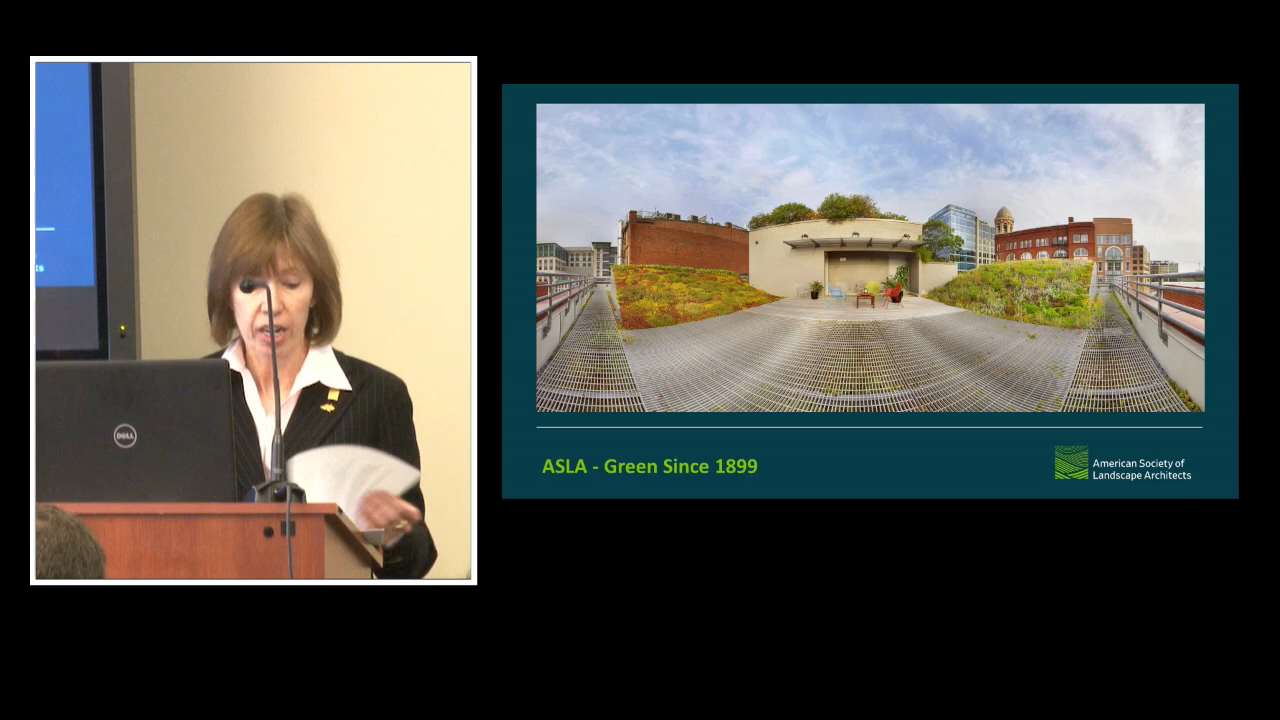 DELL
ASLA - Green Since 1899
American Society of
Landscape Architects